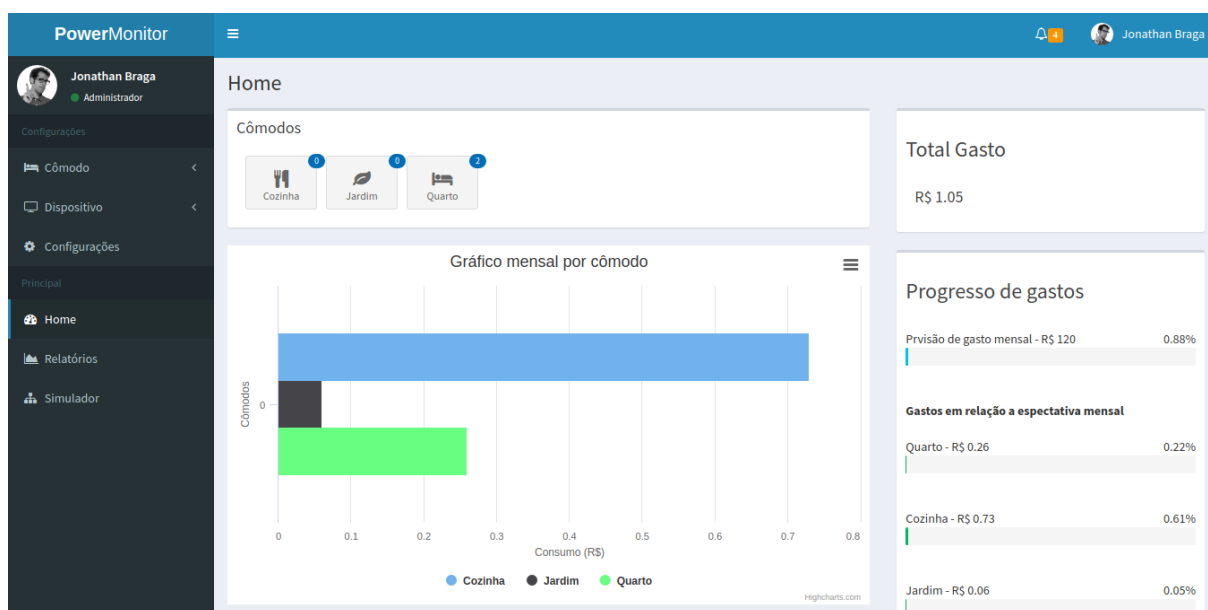 PowerMonitor
4
Jonathan Braga
Jonathan Braga
Administrador
Configurações
Cômodo
Dispositivo
Configurações
Principal
Home
Relatórios
Simulador
Home
Cômodos
0
Cozinha
0
Jardim
2
Quarto
Gráfico mensal por cômodo
Cômodos
0
0 0.1 0.2 0.3 0.4 0.5 0.6 0.7 0.8
Consumo (R$)
Cozinha Jardim Quarto
Highcharts.com
Total Gasto
R$ 1.05
Progresso de gastos
Prvisão de gasto mensal - R$ 120 0.88%
Gastos em relação a espectativa mensal
Quarto - R$ 0.26 0.22%
Cozinha - R$ 0.73 0.61%
Jardim - R$ 0.06 0.05%